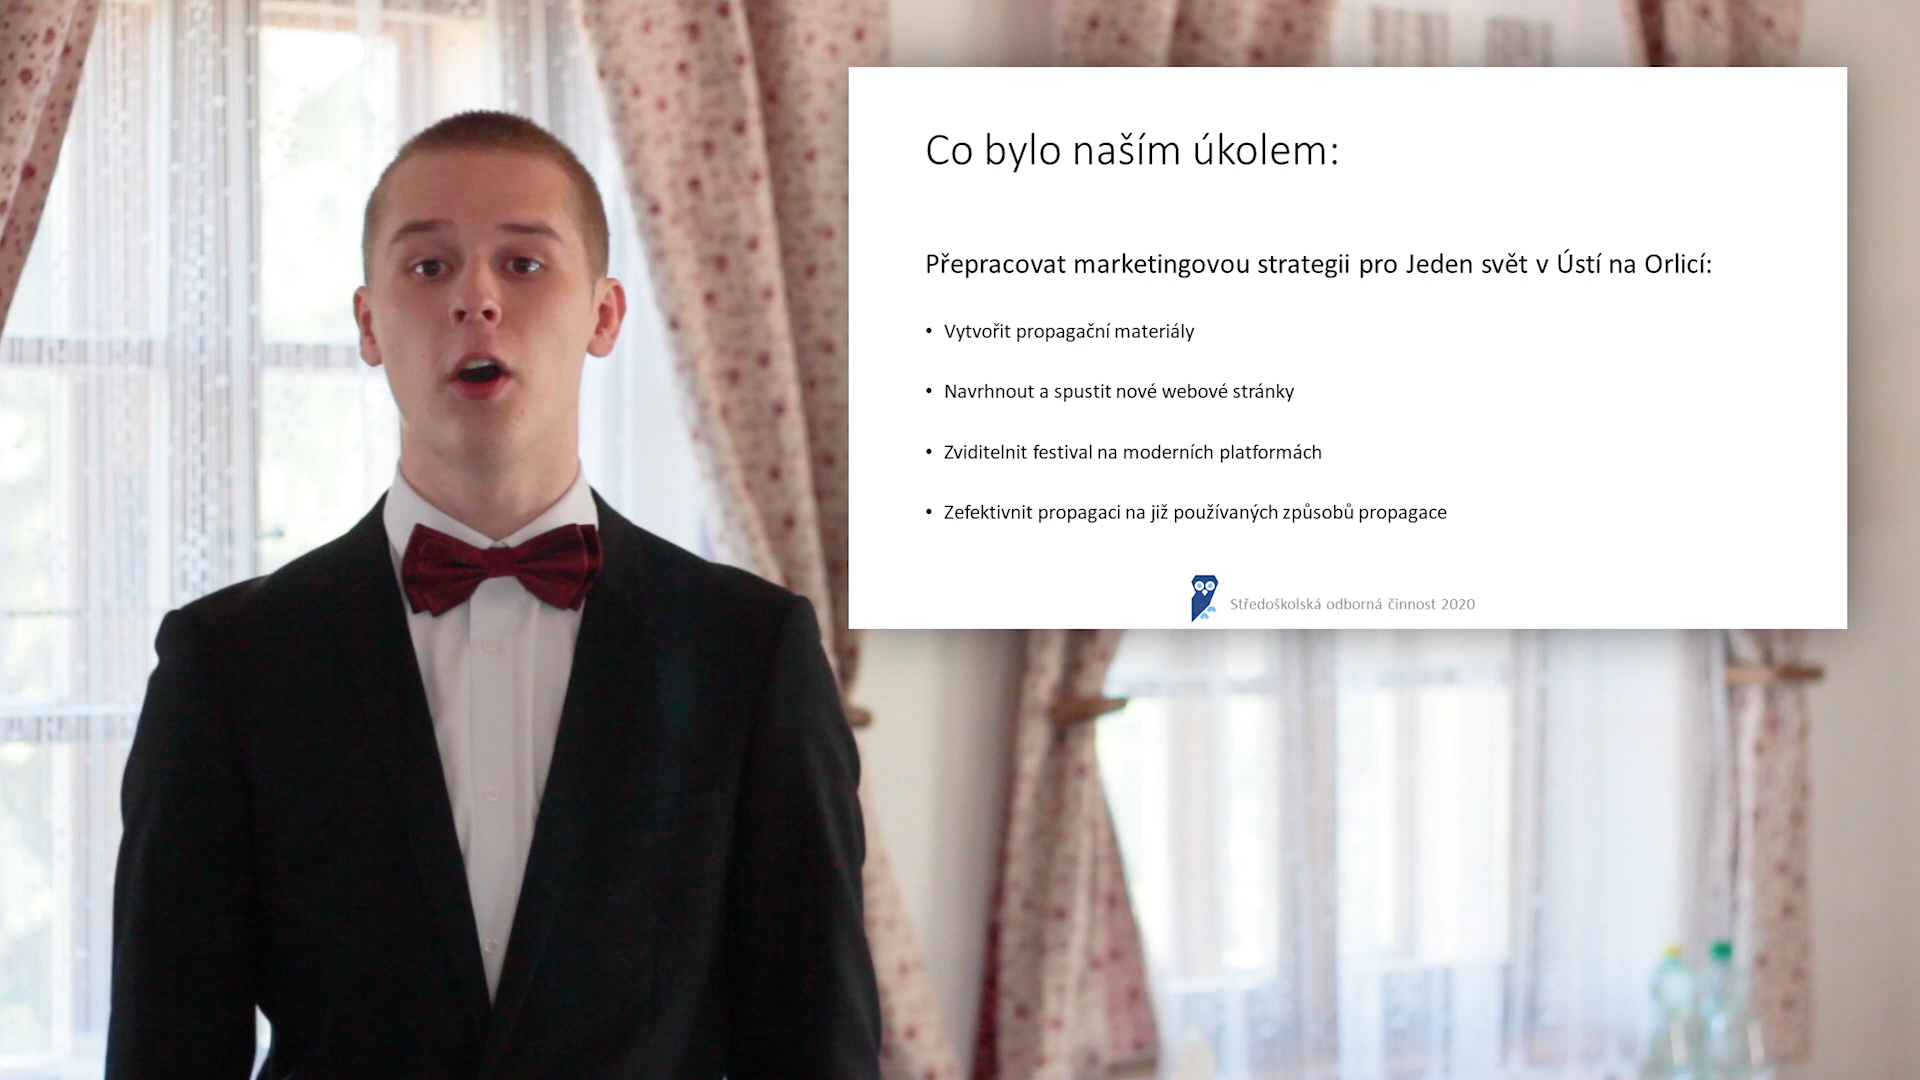 Co bylo naším úkolem:
Přepracovat marketingovou strategii pro Jeden svět v Ústí na Orlicí:
• Vytvořit propagační materiály
• Navrhnout a spustit nové webové stránky
• Zviditelnit festival na moderních platformách
• Zefektivnit propagaci na již používaných způsobů propagace
Středoškolská odborná činnost 2020